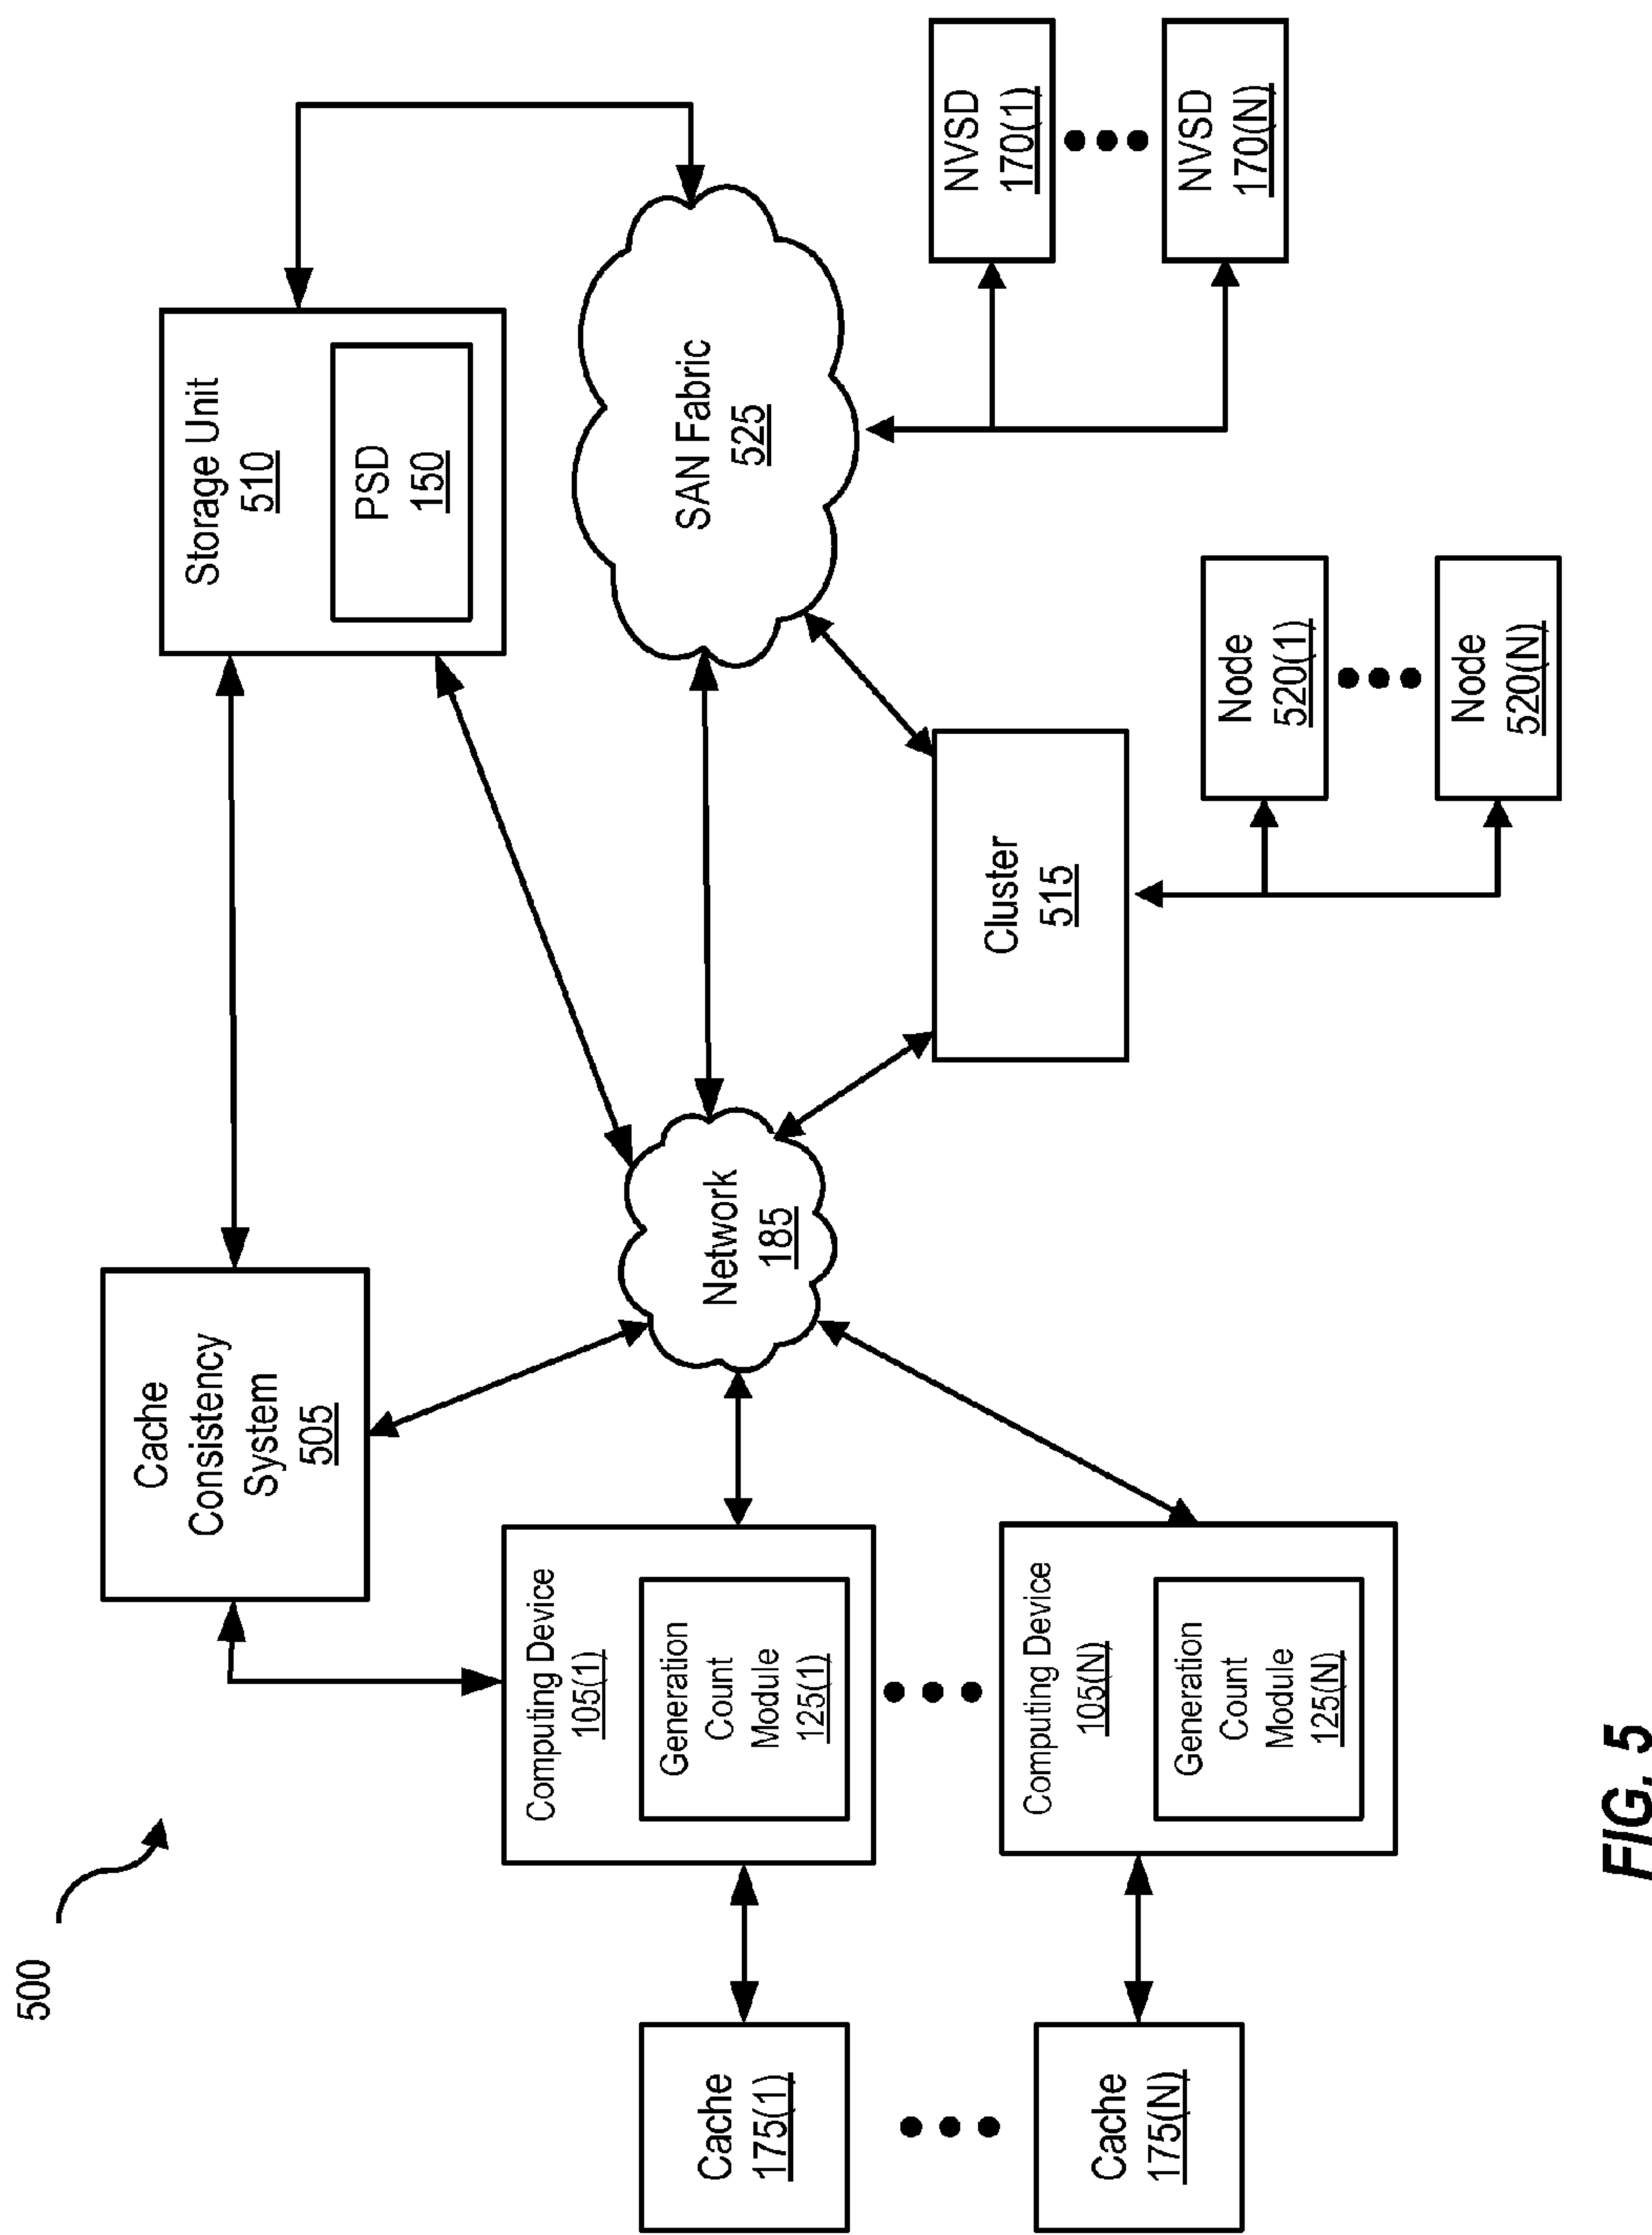 500
Cache
Consistency
System
505
Storage Unit
510
PSD
150
Computing Device
105(1)
Generation
Count
Module
125(1)
Cache
175(1)
Network
185
SAN Fabric
525
Computing Device
105(N)
Generation
Count
Module
125(N)
Cache
175(N)
Cluster
515
NVSD
170(1)
NVSD
170(N)
Node
520(1)
Node
520(N)
FIG. 5